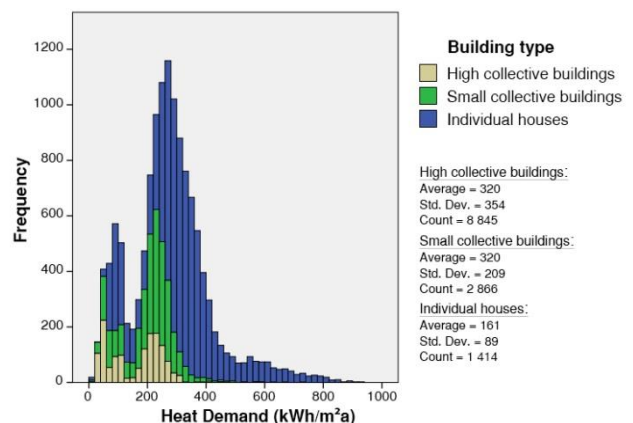 Frequency
1200
1000
800
600
400
200
0
0 200 400 600 800 1000
Heat Demand (kWh/m²a)
Building type
High collective buildings
Small collective buildings
Individual houses
High collective buildings:
Average = 320
Std. Dev. = 354
Count = 8 845
Small collective buildings:
Average = 320
Std. Dev. = 209
Count = 2 866
Individual houses:
Average = 161
Std. Dev. = 89
Count = 1 414